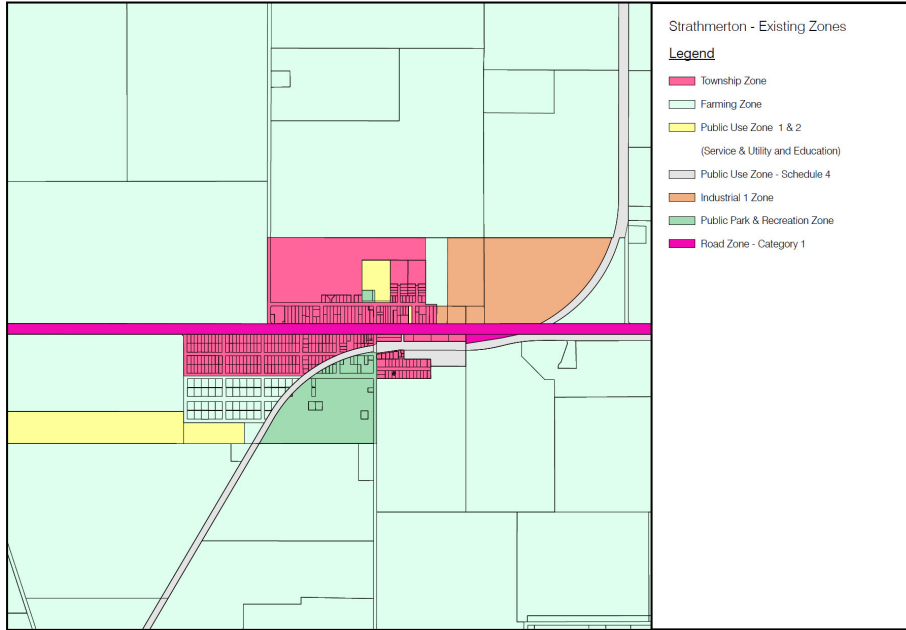 Strathmerton - Existing Zones
Legend
Township Zone
Farming Zone
Public Use Zone 1 & 2
(Service & Utility and Education)
Public Use Zone - Schedule 4
Industrial 1 Zone
Public Park & Recreation Zone
Road Zone - Category 1